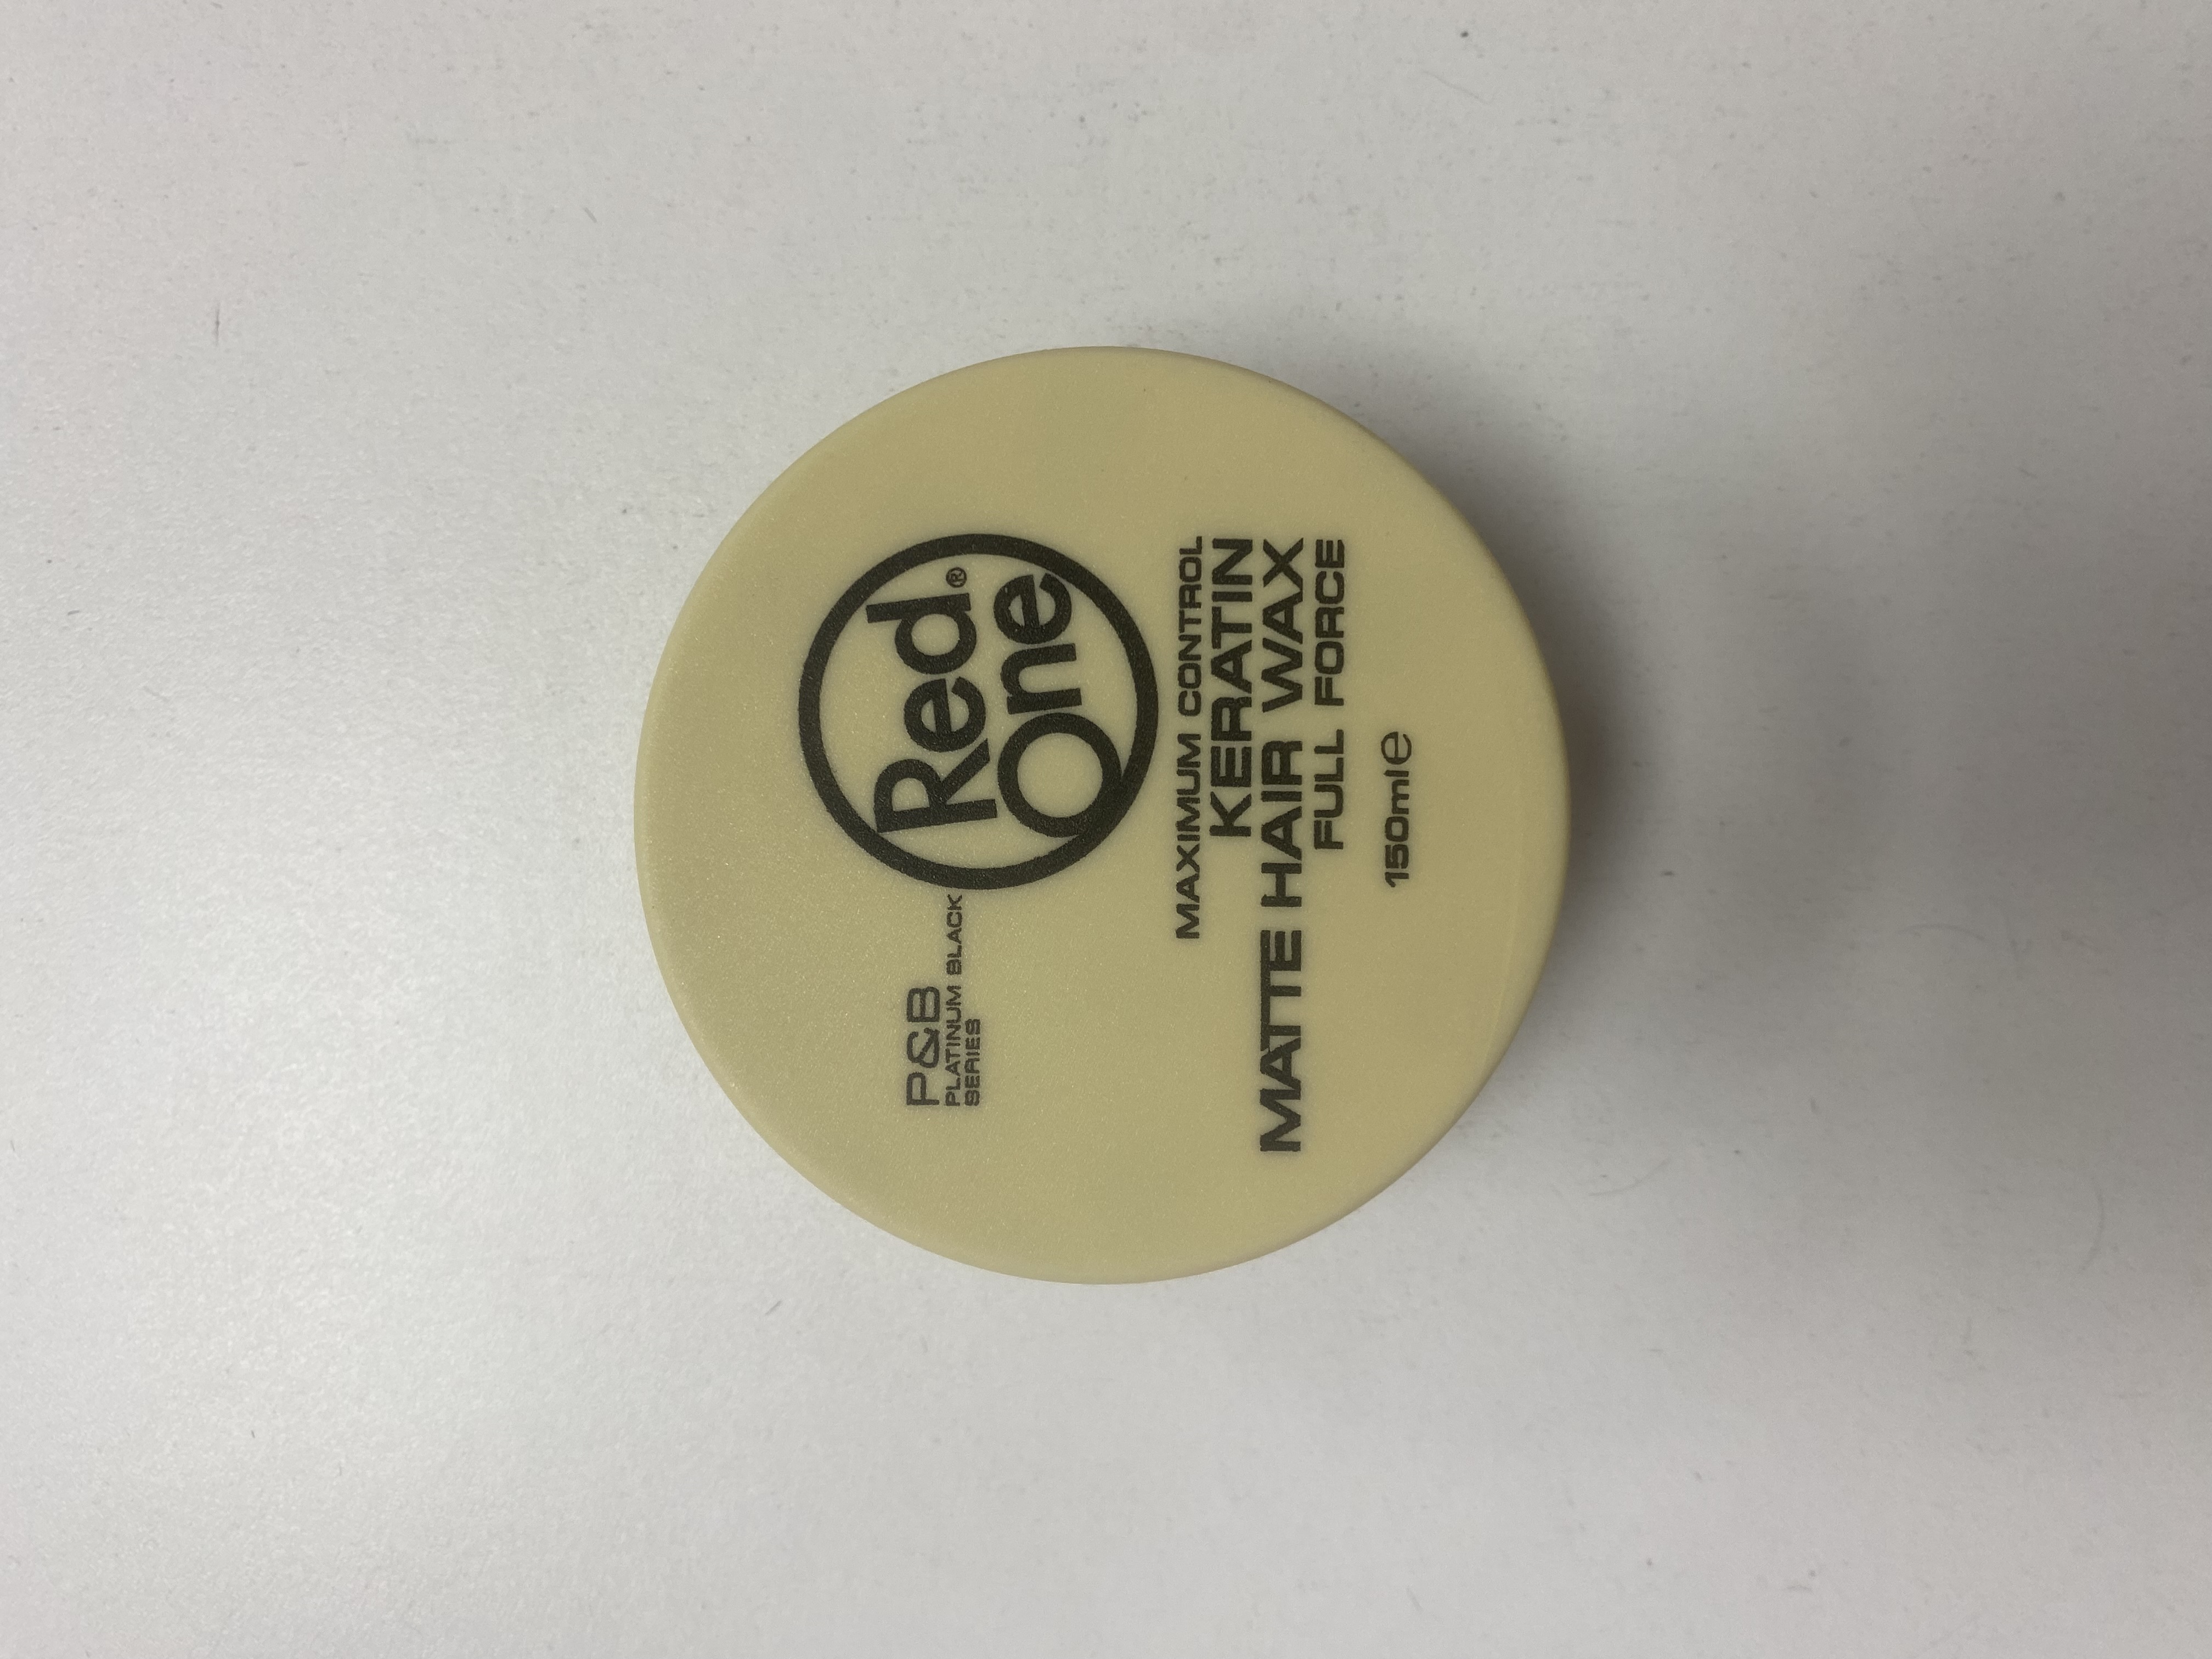 P&B
PLATINUM BLACK
SERIES
Red®
One
MAXIMUM CONTROL
KERATIN
MATTE HAIR WAX
FULL FORCE
150ml e